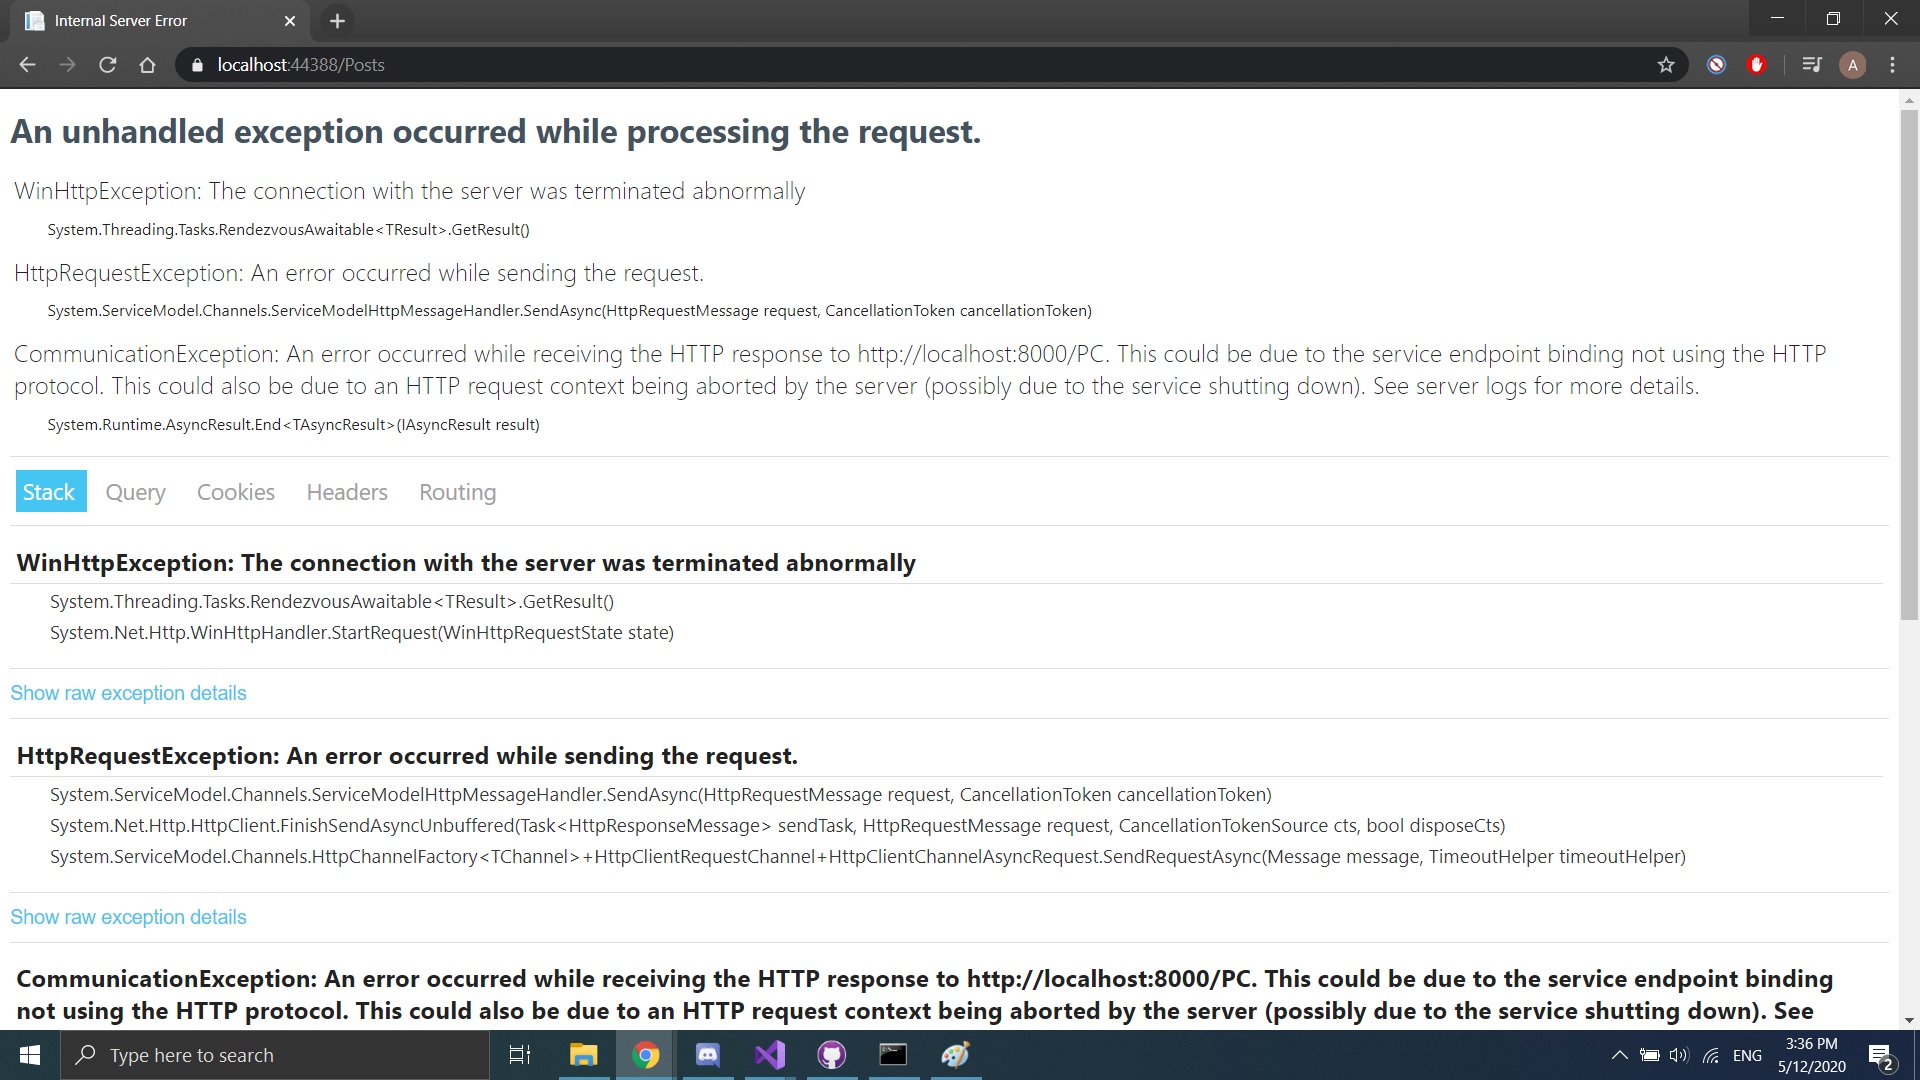 Internal Server Error
localhost:44388/Posts
A
An unhandled exception occurred while processing the request.
WinHttpException: The connection with the server was terminated abnormally
System.Threading.Tasks.RendezvousAwaitable<TResult>.GetResult()
HttpRequestException: An error occurred while sending the request.
System.ServiceModel.Channels.ServiceModelHttpMessageHandler.SendAsync(HttpRequestMessage request, CancellationToken cancellationToken)
CommunicationException: An error occurred while receiving the HTTP response to http://localhost:8000/PC. This could be due to the service endpoint binding not using the HTTP
protocol. This could also be due to an HTTP request context being aborted by the server (possibly due to the service shutting down). See server logs for more details.
System.Runtime.AsyncResult.End<TAsyncResult>(IAsyncResult result)
Stack Query Cookies Headers Routing
WinHttpException: The connection with the server was terminated abnormally
System.Threading.Tasks.RendezvousAwaitable<TResult>.GetResult()
System.Net.Http.WinHttpHandler.StartRequest(WinHttpRequestState state)
Show raw exception details
HttpRequestException: An error occurred while sending the request.
System.ServiceModel.Channels.ServiceModelHttpMessageHandler.SendAsync(HttpRequestMessage request, CancellationToken cancellationToken)
System.Net.Http.HttpClient.FinishSendAsyncUnbuffered(Task<HttpResponseMessage> sendTask, HttpRequestMessage request, CancellationTokenSource cts, bool disposeCts)
System.ServiceModel.Channels.HttpChannelFactory<TChannel>+HttpClientRequestChannel+HttpClientChannelAsyncRequest.SendRequestAsync(Message message, TimeoutHelper timeoutHelper)
Show raw exception details
CommunicationException: An error occurred while receiving the HTTP response to http://localhost:8000/PC. This could be due to the service endpoint binding
not using the HTTP protocol. This could also be due to an HTTP request context being aborted by the server (possibly due to the service shutting down). See
Type here to search
ENG
3:36 PM
5/12/2020
2